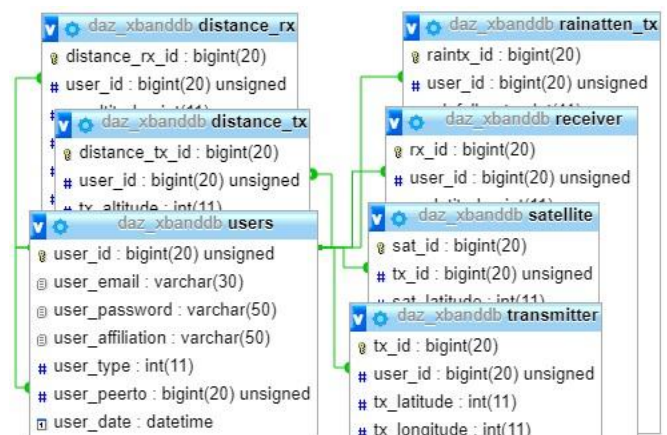 daz_xbanddb distance_rx
distance_rx_id : bigint(20)
user_id : bigint(20) unsigned
daz_xbanddb distance_tx
distance_tx_id : bigint(20)
user_id : bigint(20) unsigned
tx_altitude : int(11)
daz_xbanddb users
user_id : bigint(20) unsigned
user_email : varchar(30)
user_password : varchar(50)
user_affiliation : varchar(50)
user_type : int(11)
user_peerto : bigint(20) unsigned
user_date : datetime
daz_xbanddb rainatten_tx
raintx_id : bigint(20)
user_id : bigint(20) unsigned
daz_xbanddb receiver
rx_id : bigint(20)
user_id : bigint(20) unsigned
daz_xbanddb satellite
sat_id : bigint(20)
tx_id : bigint(20) unsigned
sat_latitude : int(11)
daz_xbanddb transmitter
tx_id : bigint(20)
user_id : bigint(20) unsigned
tx_latitude : int(11)
tx_longitude : int(11)